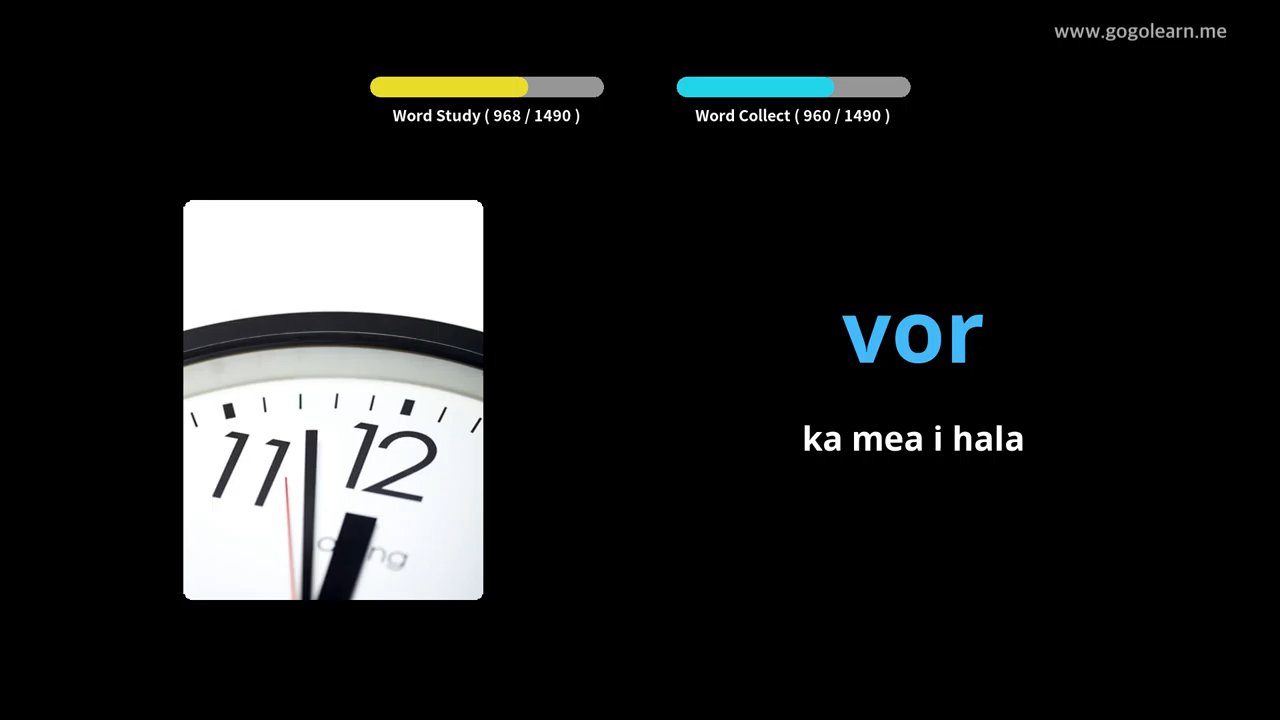 www.gogolearn.me
Word Study ( 968 / 1490 )
Word Collect ( 960 / 1490 )
11
12
vor
ka mea i hala